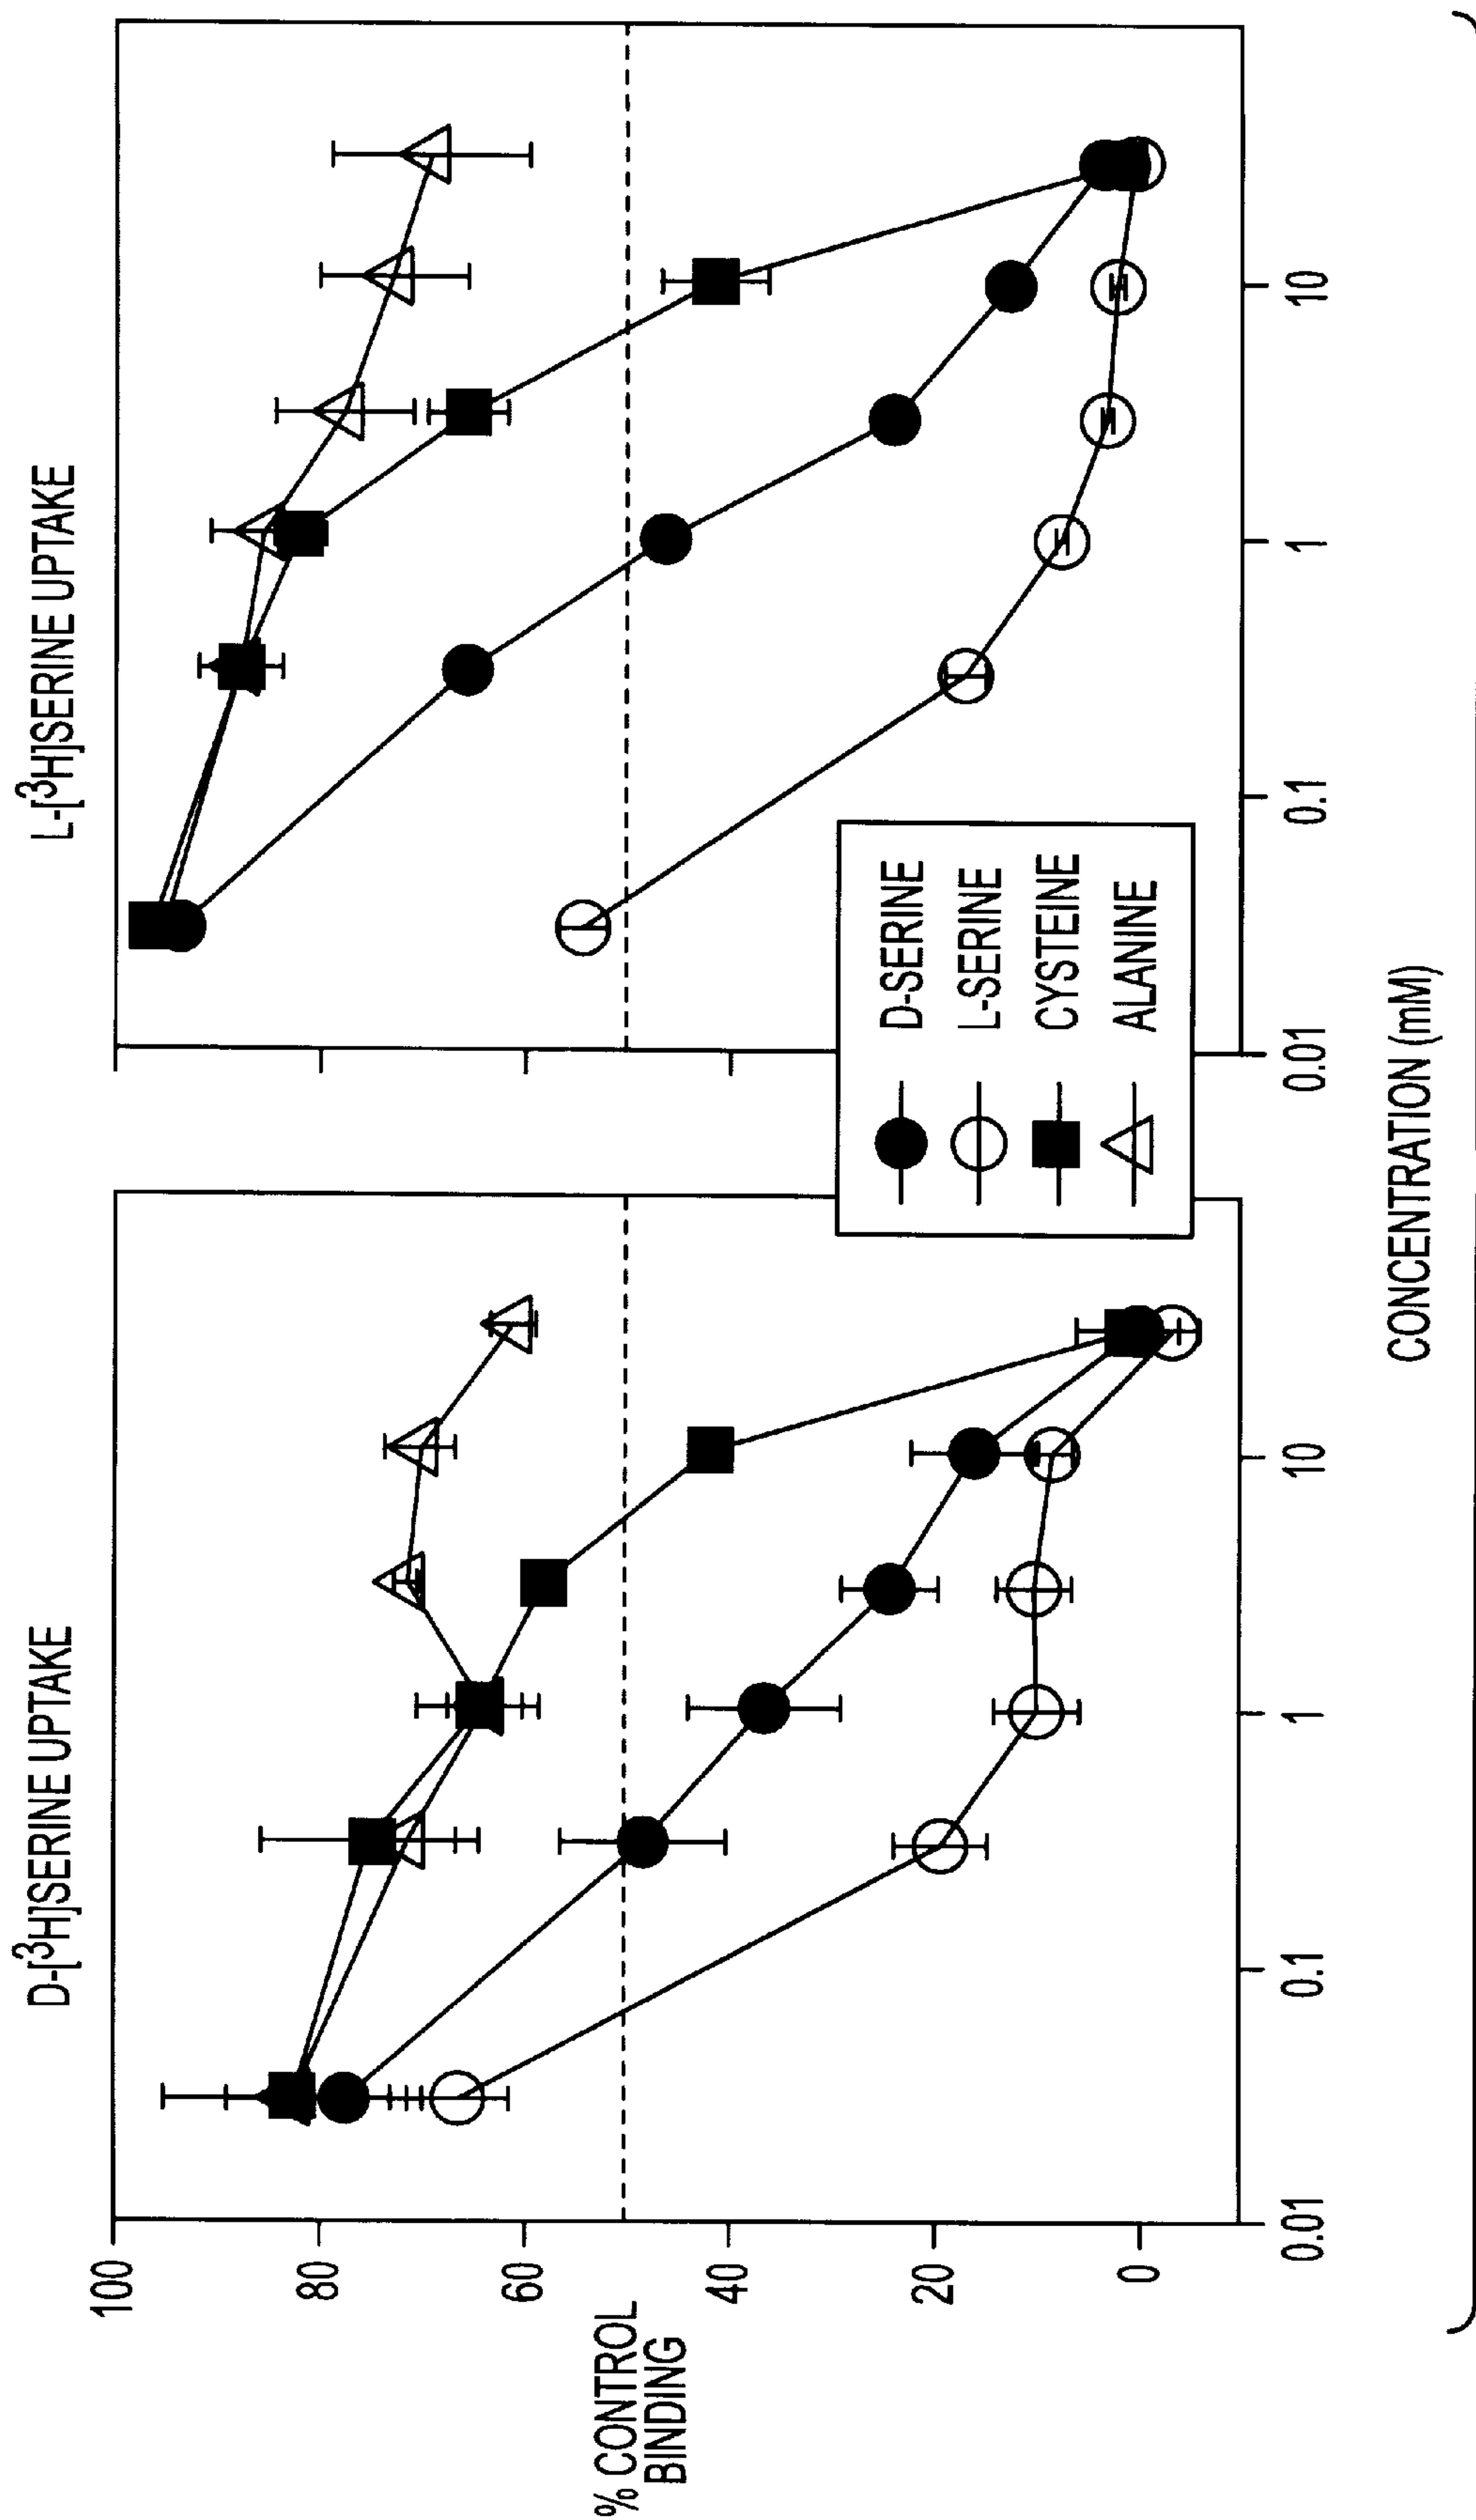 D-[3H]SERINE UPTAKE
L-[3H]SERINE UPTAKE
100
80
60
40
20
0
% CONTROL
BINDING
D-SERINE
L-SERINE
CYSTEINE
ALANINE
0.01
0.1
1
10
0.01
0.1
1
10
CONCENTRATION (mM)